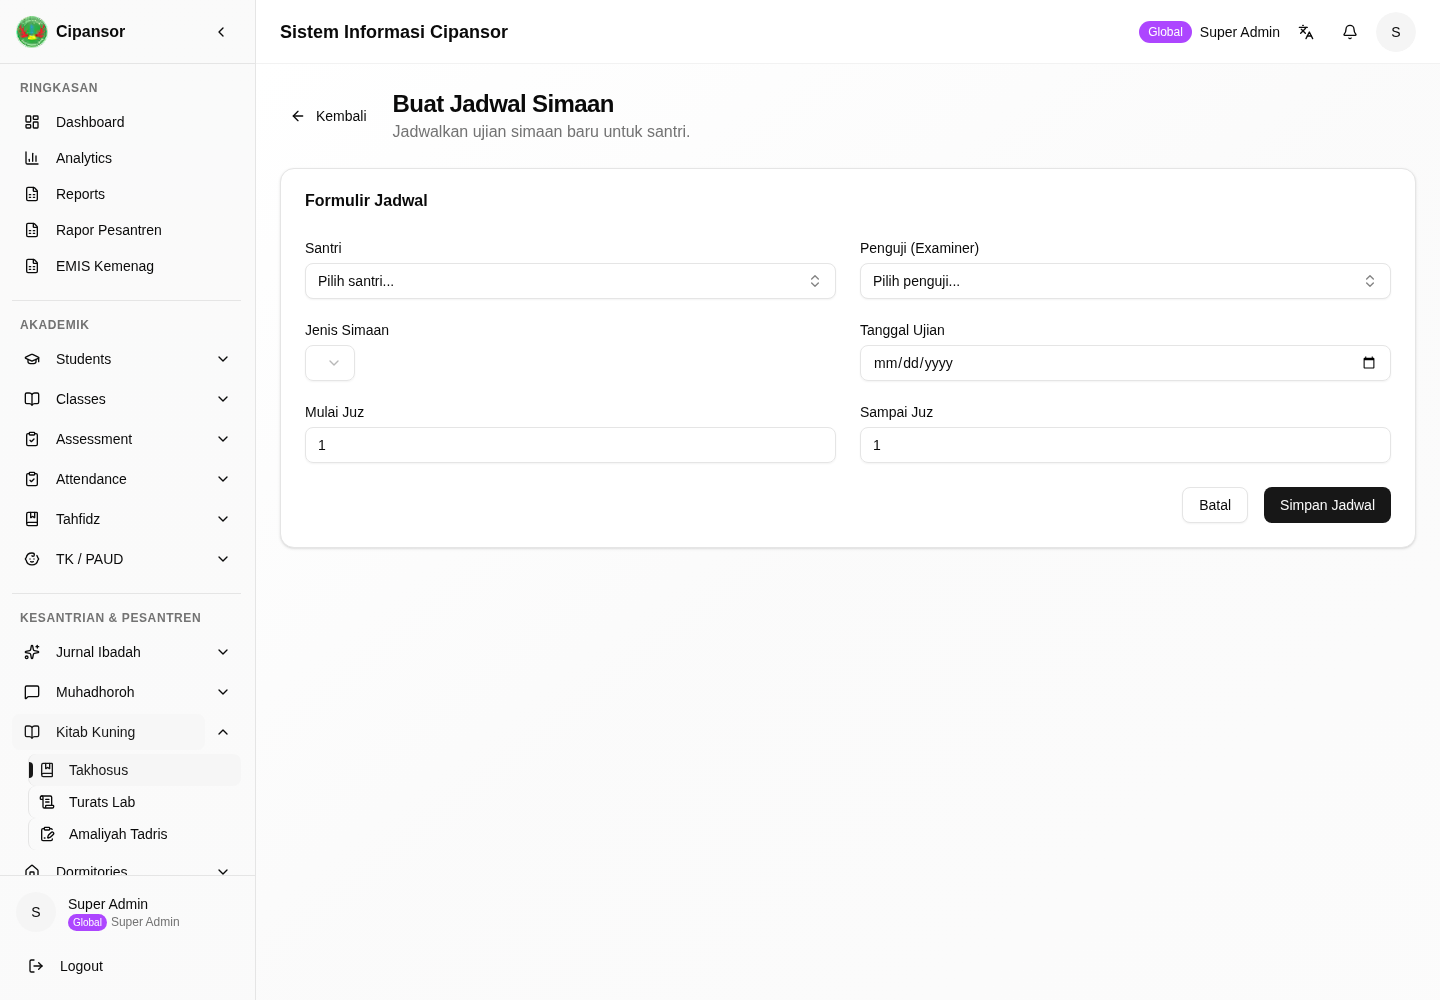 Cipansor
RINGKASAN
Dashboard
Analytics
Reports
Rapor Pesantren
EMIS Kemenag
AKADEMIK
Students
Classes
Assessment
Attendance
Tahfidz
TK / PAUD
KESANTRIAN & PESANTREN
Jurnal Ibadah
Muhadhoroh
Kitab Kuning
Takhosus
Turats Lab
Amaliyah Tadris
Dormitories
S
Super Admin
Global Super Admin
Logout
Sistem Informasi Cipansor
Global Super Admin
S
Kembali
Buat Jadwal Simaan
Jadwalkan ujian simaan baru untuk santri.
Formulir Jadwal
Santri
Pilih santri...
Penguji (Examiner)
Pilih penguji...
Jenis Simaan
Tanggal Ujian
mm/dd/yyyy
Mulai Juz
1
Sampai Juz
1
Batal
Simpan Jadwal